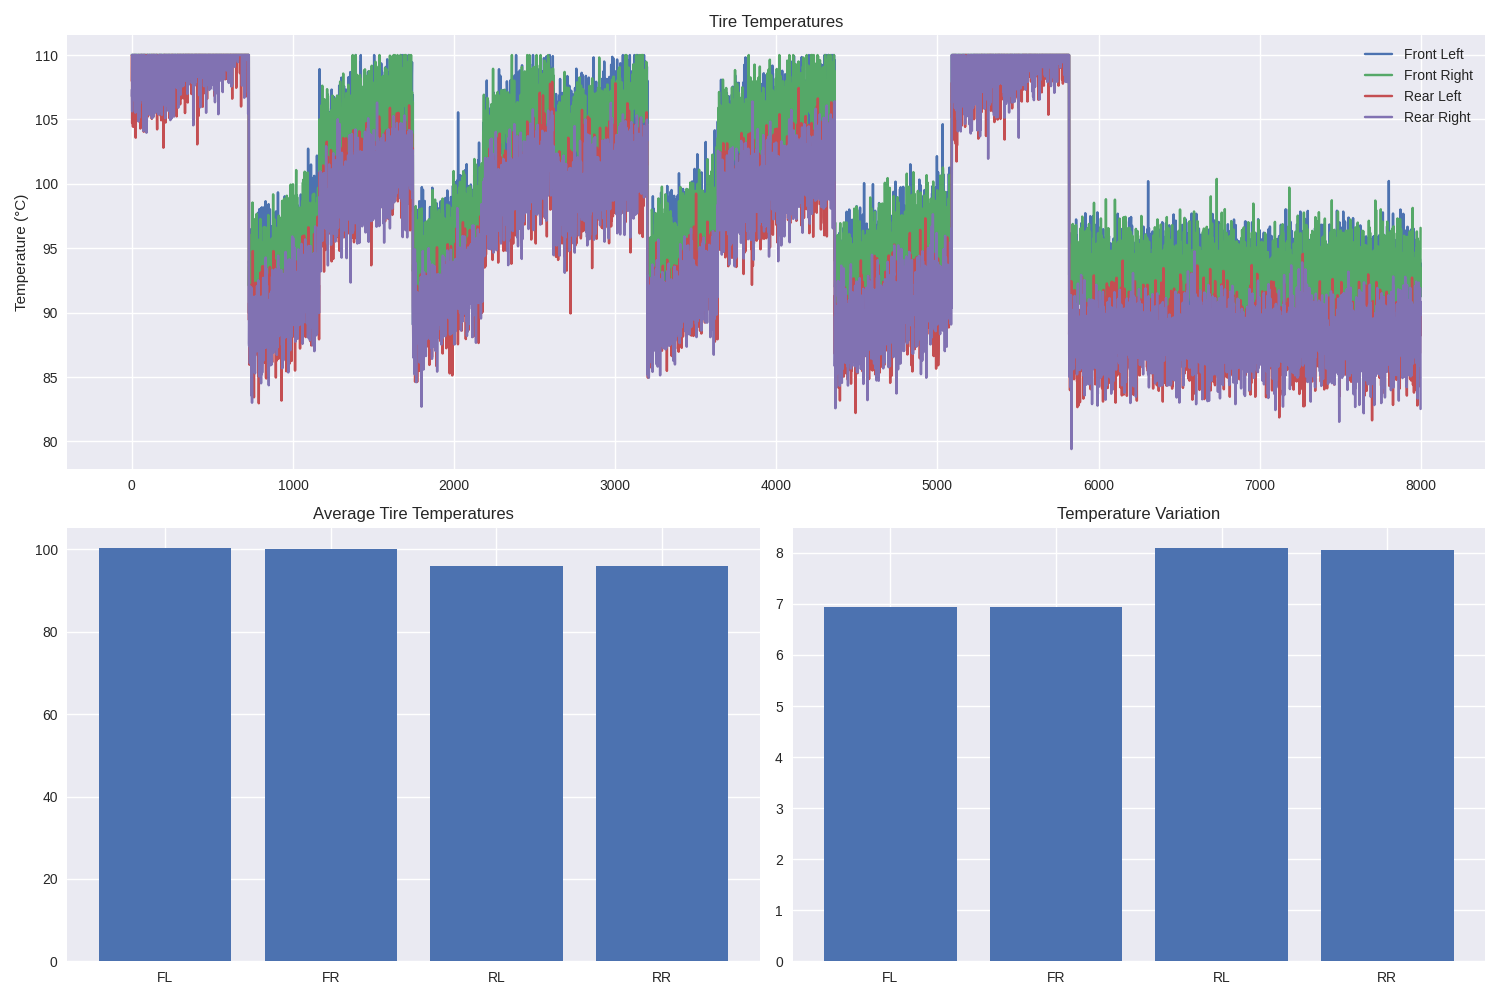 Tire Temperatures
Temperature (°C)
110
105
100
95
90
85
80
Front Left
Front Right
Rear Left
Rear Right
0 1000 2000 3000 4000 5000 6000 7000 8000
Average Tire Temperatures
100
80
60
40
20
0
FL FR RL RR
Temperature Variation
8
7
6
5
4
3
2
1
0
FL FR RL RR